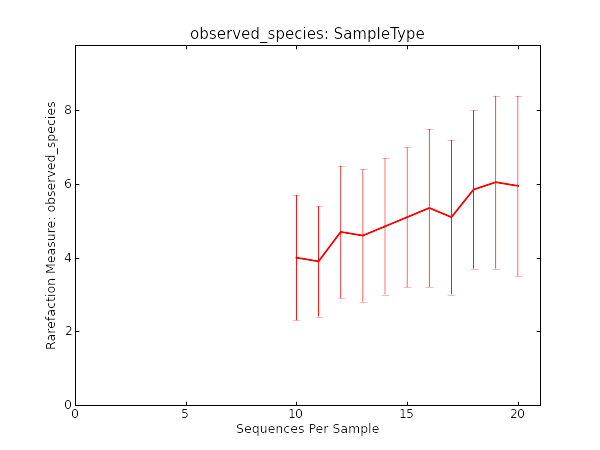 observed_species: SampleType
Rarefaction Measure: observed_species
8
6
4
2
0
0 5 10 15 20
Sequences Per Sample